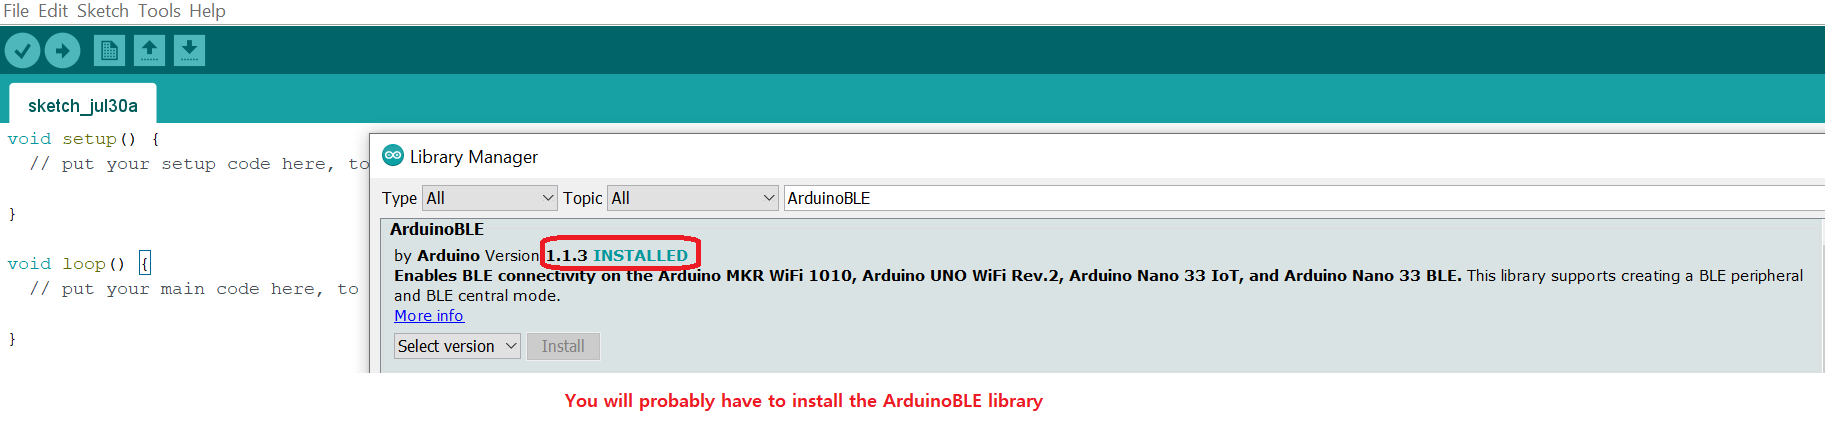 File Edit Sketch Tools Help
sketch_jul30a
void setup() {
// put your setup code here, to
}
void loop() {
// put your main code here, to
}
Library Manager
Type All Topic All ArduinoBLE
ArduinoBLE
by Arduino Version 1.1.3 INSTALLED
Enables BLE connectivity on the Arduino MKR WiFi 1010, Arduino UNO WiFi Rev.2, Arduino Nano 33 IoT, and Arduino Nano 33 BLE. This library supports creating a BLE peripheral
and BLE central mode.
More info
Select version Install
You will probably have to install the ArduinoBLE library